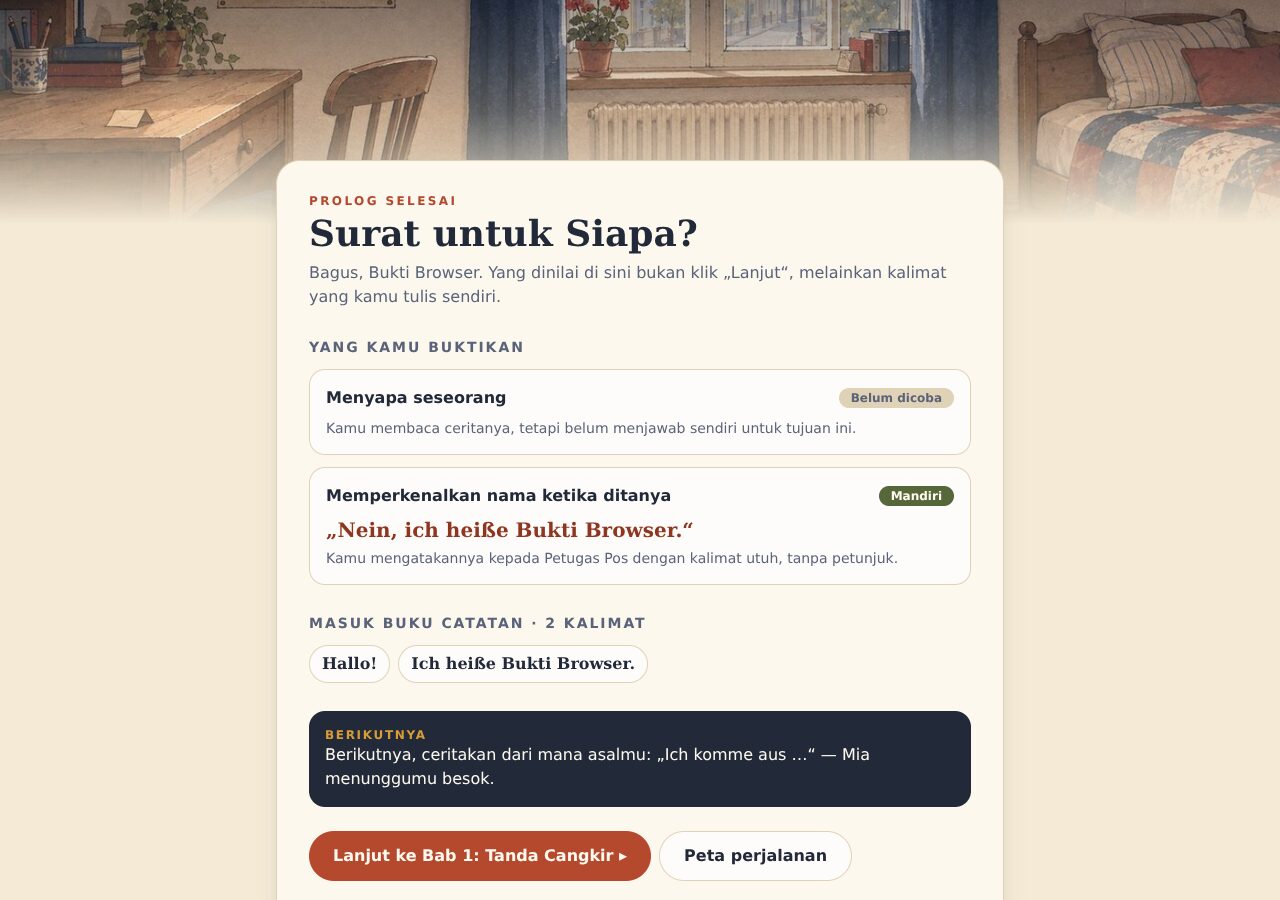 PROLOG SELESAI
Surat untuk Siapa?
Bagus, Bukti Browser. Yang dinilai di sini bukan klik „Lanjut“, melainkan kalimat
yang kamu tulis sendiri.
YANG KAMU BUKTIKAN
Menyapa seseorang
Belum dicoba
Kamu membaca ceritanya, tetapi belum menjawab sendiri untuk tujuan ini.
Memperkenalkan nama ketika ditanya
Mandiri
„Nein, ich heiße Bukti Browser.“
Kamu mengatakannya kepada Petugas Pos dengan kalimat utuh, tanpa petunjuk.
MASUK BUKU CATATAN · 2 KALIMAT
Hallo!
Ich heiße Bukti Browser.
BERIKUTNYA
Berikutnya, ceritakan dari mana asalmu: „Ich komme aus …“ — Mia
menunggumu besok.
Lanjut ke Bab 1: Tanda Cangkir ▸
Peta perjalanan